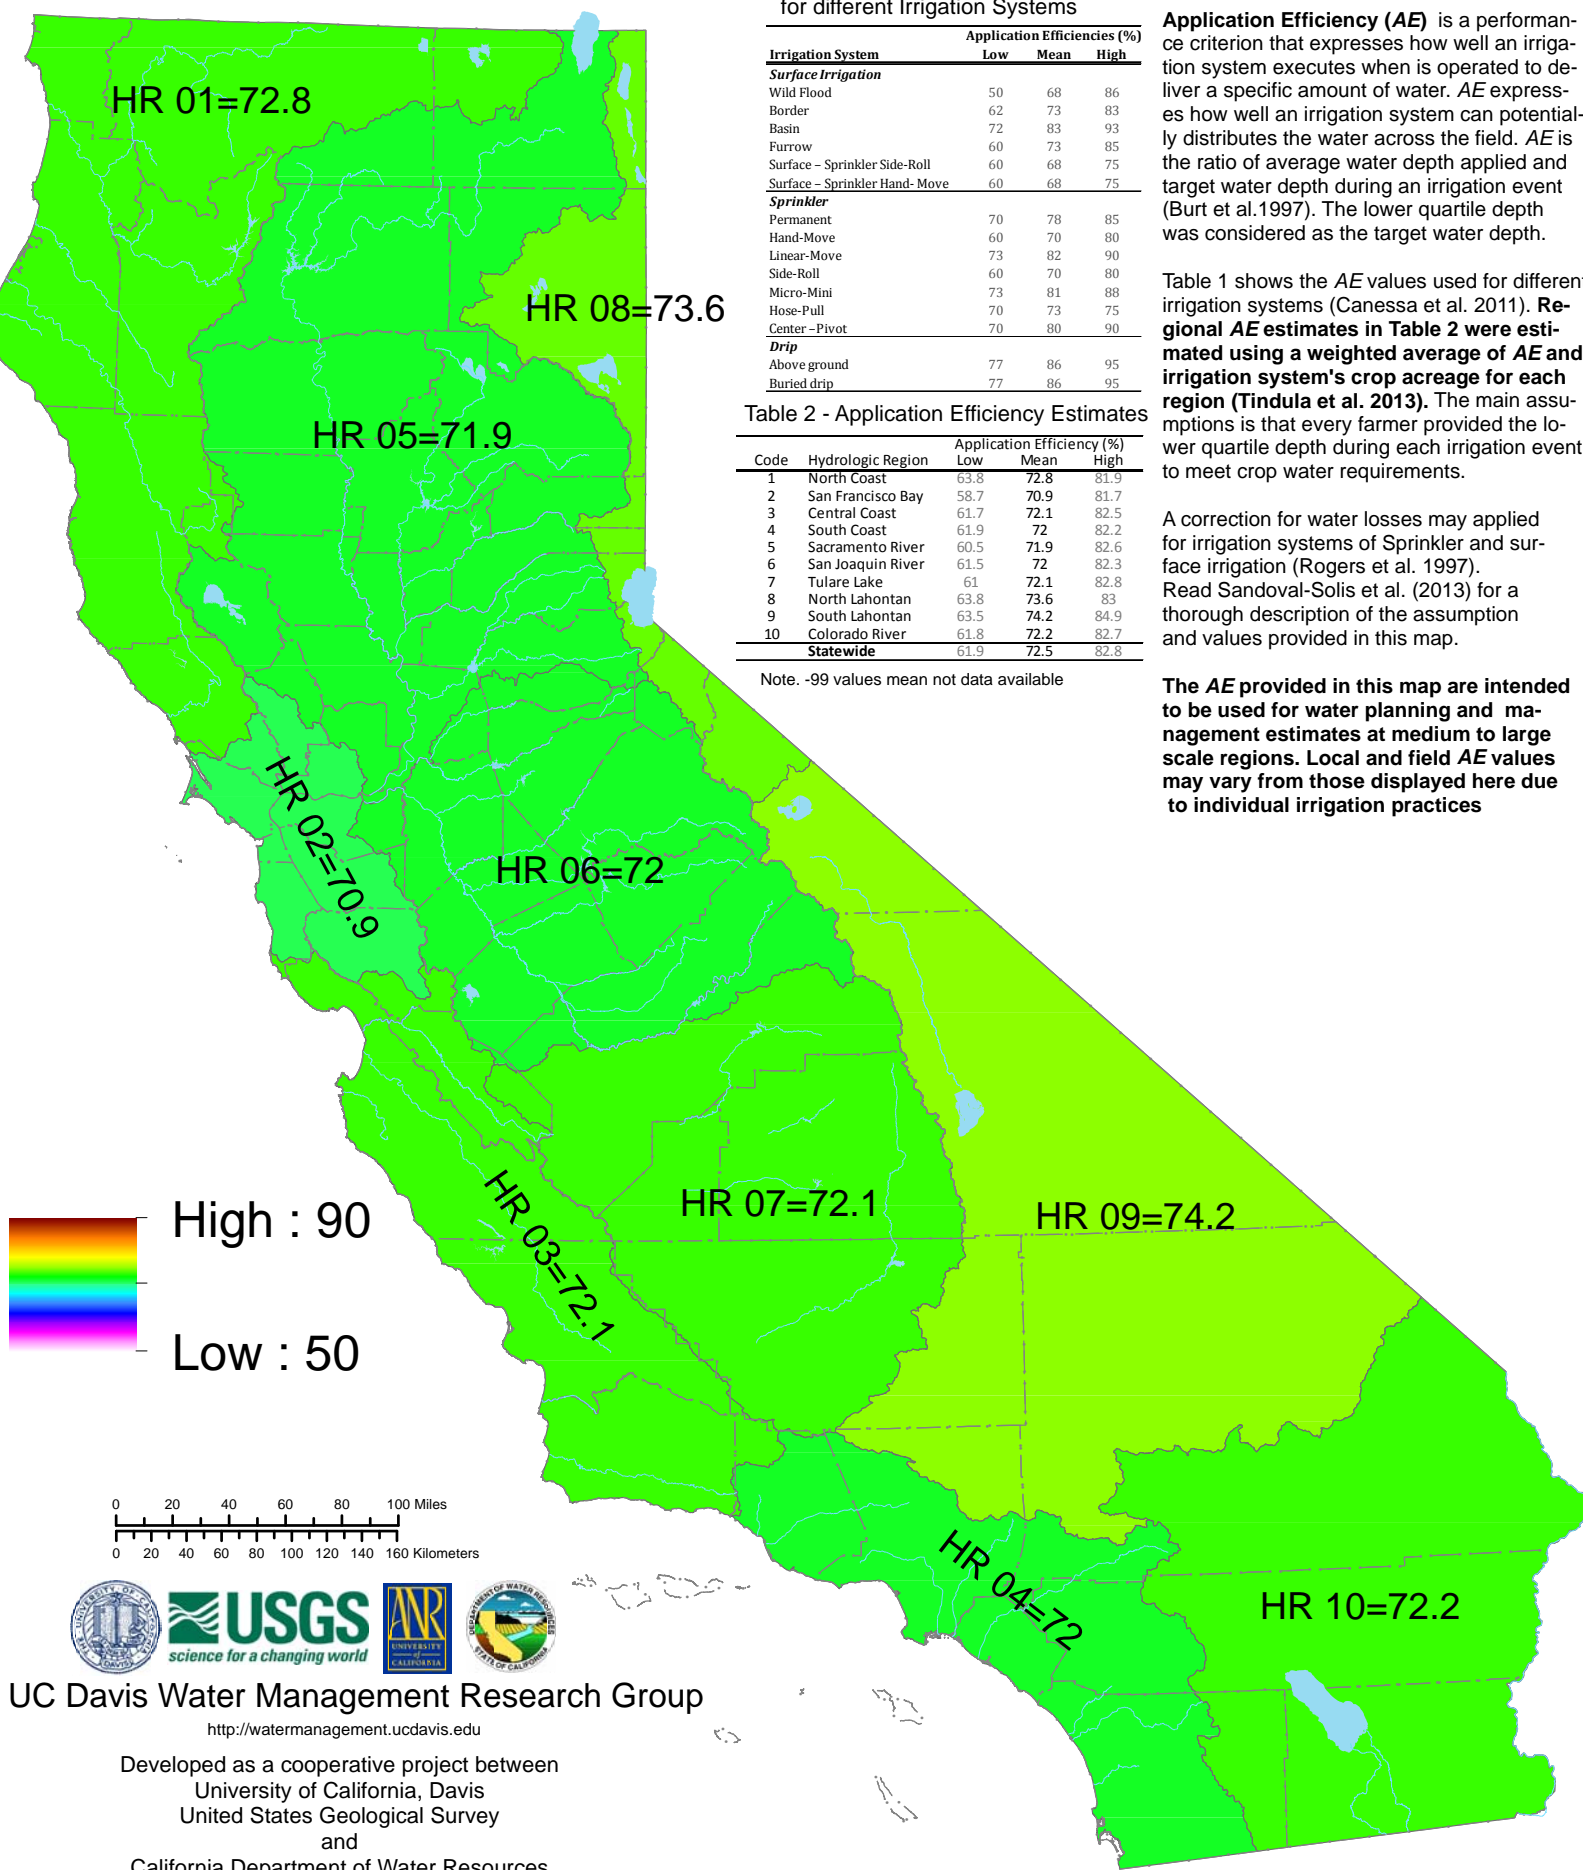 for different Irrigation Systems
Application Efficiencies (%)
Irrigation System Low Mean High
Surface Irrigation
Wild Flood 50 68 86
Border 62 73 83
Basin 72 83 93
Furrow 60 73 85
Surface – Sprinkler Side-Roll 60 68 75
Surface – Sprinkler Hand- Move 60 68 75
Sprinkler
Permanent 70 78 85
Hand-Move 60 70 80
Linear-Move 73 82 90
Side-Roll 60 70 80
Micro-Mini 73 81 88
Hose-Pull 70 73 75
Center – Pivot 70 80 90
Drip
Above ground 77 86 95
Buried drip 77 86 95
Table 2 - Application Efficiency Estimates
Application Efficiency (%)
Code Hydrologic Region Low Mean High
1 North Coast 63.8 72.8 81.9
2 San Francisco Bay 58.7 70.9 81.7
3 Central Coast 61.7 72.1 82.5
4 South Coast 61.9 72 82.2
5 Sacramento River 60.5 71.9 82.6
6 San Joaquin River 61.5 72 82.3
7 Tulare Lake 61 72.1 82.8
8 North Lahontan 63.8 73.6 83
9 South Lahontan 63.5 74.2 84.9
10 Colorado River 61.8 72.2 82.7
Statewide 61.9 72.5 82.8
Note. -99 values mean not data available
Application Efficiency (AE) is a performan-
ce criterion that expresses how well an irriga-
tion system executes when is operated to de-
liver a specific amount of water. AE express-
es how well an irrigation system can potential-
ly distributes the water across the field. AE is
the ratio of average water depth applied and
target water depth during an irrigation event
(Burt et al.1997). The lower quartile depth
was considered as the target water depth.
Table 1 shows the AE values used for different
irrigation systems (Canessa et al. 2011). Re-
gional AE estimates in Table 2 were esti-
mated using a weighted average of AE and
irrigation system's crop acreage for each
region (Tindula et al. 2013). The main assu-
mptions is that every farmer provided the lo-
wer quartile depth during each irrigation event
to meet crop water requirements.
A correction for water losses may applied
for irrigation systems of Sprinkler and sur-
face irrigation (Rogers et al. 1997).
Read Sandoval-Solis et al. (2013) for a
thorough description of the assumption
and values provided in this map.
The AE provided in this map are intended
to be used for water planning and ma-
nagement estimates at medium to large
scale regions. Local and field AE values
may vary from those displayed here due
to individual irrigation practices
HR 01=72.8
HR 08=73.6
HR 05=71.9
HR 02=70.9
HR 06=72
HR 03=72.1
HR 07=72.1
HR 09=74.2
HR 04=72
HR 10=72.2
High : 90
Low : 50
0 20 40 60 80 100 Miles
0 20 40 60 80 100 120 140 160 Kilometers
UNIVERSITY OF CALIFORNIA
DAVIS
USGS
science for a changing world
ANR
UNIVERSITY
of
CALIFORNIA
DEPARTMENT OF WATER RESOURCES
STATE OF CALIFORNIA
UC Davis Water Management Research Group
http://watermanagement.ucdavis.edu
Developed as a cooperative project between
University of California, Davis
United States Geological Survey
and
California Department of Water Resources